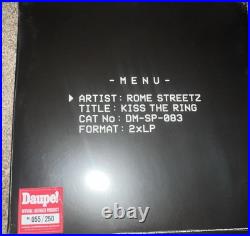 -MENU-
▶ ARTIST: ROME STREETZ
TITLE: KISS THE RING
CAT No: DM-SP-083
FORMAT: 2xLP
Daupe!
055/250